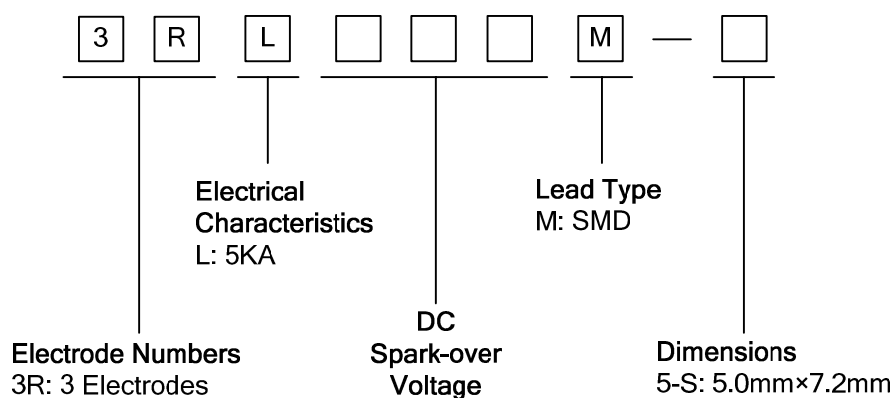 3 R L M —
Electrical
Characteristics
L: 5KA
Lead Type
M: SMD
Electrode Numbers
3R: 3 Electrodes
DC
Spark-over
Voltage
Dimensions
5-S: 5.0mm×7.2mm